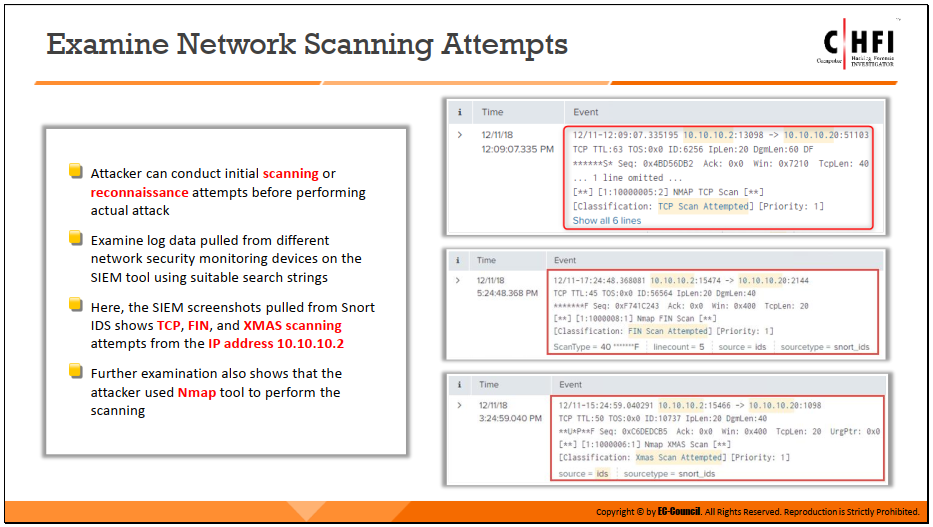 Examine Network Scanning Attempts
CHFI
Computer Hacking Forensic
INVESTIGATOR
Attacker can conduct initial scanning or
reconnaissance attempts before performing
actual attack
Examine log data pulled from different
network security monitoring devices on the
SIEM tool using suitable search strings
Here, the SIEM screenshots pulled from Snort
IDS shows TCP, FIN, and XMAS scanning
attempts from the IP address 10.10.10.2
Further examination also shows that the
attacker used Nmap tool to perform the
scanning
i Time Event
> 12/11/18 12/11-12:09:07.335195 10.10.10.2:13098 -> 10.10.10.20:51103
12:09:07.335 PM TCP TTL:63 TOS:0x0 ID:6256 IpLen:20 DgmLen:60 DF
******S* Seq: 0x4BD56DB2 Ack: 0x0 Win: 0x7210 TcpLen: 40
... 1 line omitted ...
[**] [1:10000005:2] NMAP TCP Scan [**]
[Classification: TCP Scan Attempted] [Priority: 1]
Show all 6 lines
i Time Event
> 12/11/18 12/11-17:24:48.368081 10.10.10.2:15474 -> 10.10.10.20:2144
5:24:48.368 PM TCP TTL:45 TOS:0x0 ID:56564 IpLen:20 DgmLen:40
*******F Seq: 0xF741C243 Ack: 0x0 Win: 0x400 TcpLen: 20
[**] [1:1000008:1] Nmap FIN Scan [**]
[Classification: FIN Scan Attempted] [Priority: 1]
ScanType = 40 *******F linecount = 5 source = ids sourcetype = snort_ids
i Time Event
> 12/11/18 12/11-15:24:59.040291 10.10.10.2:15466 -> 10.10.10.20:1098
3:24:59.040 PM TCP TTL:50 TOS:0x0 ID:10737 IpLen:20 DgmLen:40
**U*P**F Seq: 0xC6DEDCB5 Ack: 0x0 Win: 0x400 TcpLen: 20 UrgPtr: 0x0
[**] [1:1000006:1] Nmap XMAS Scan [**]
[Classification: Xmas Scan Attempted] [Priority: 1]
source = ids sourcetype = snort_ids
Copyright © by EC-Council. All Rights Reserved. Reproduction is Strictly Prohibited.